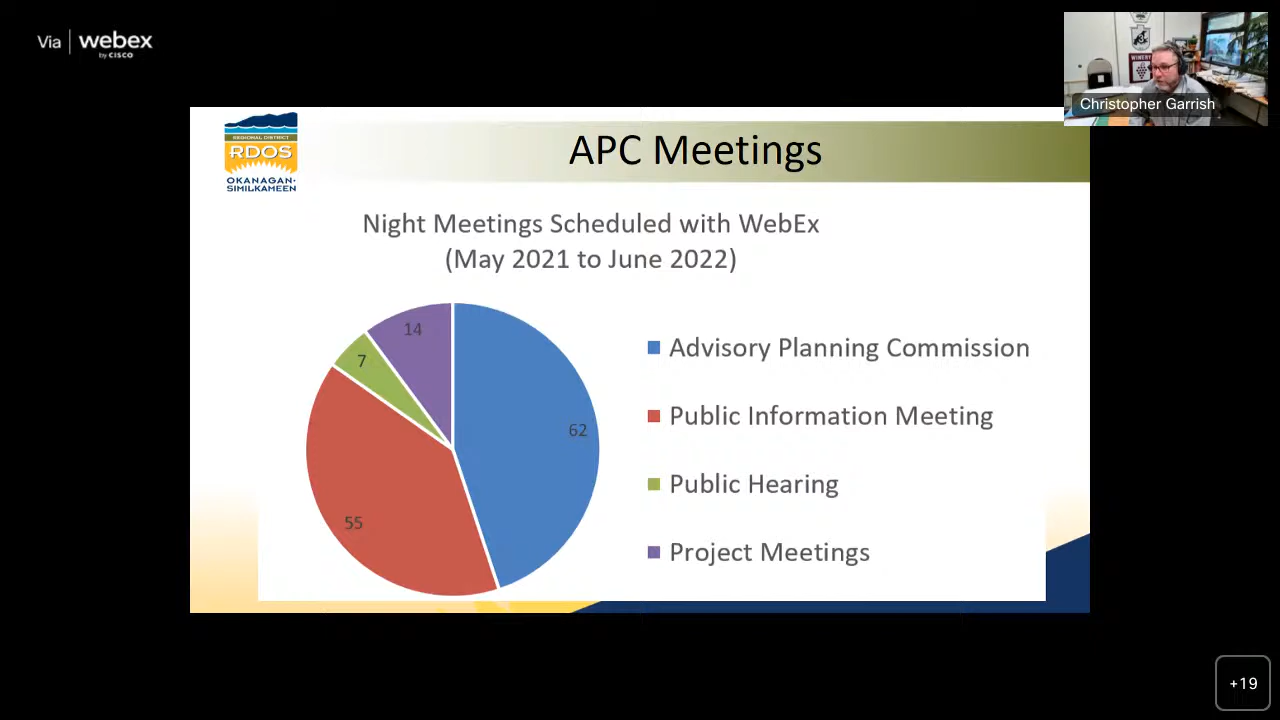 Via | webex
by CISCO
WINERY
Christopher Garrish
REGIONAL DISTRICT
RDOS
OKANAGAN-
SIMILKAMEEN
APC Meetings
Night Meetings Scheduled with WebEx
(May 2021 to June 2022)
14
7
62
55
Advisory Planning Commission
Public Information Meeting
Public Hearing
Project Meetings
+19